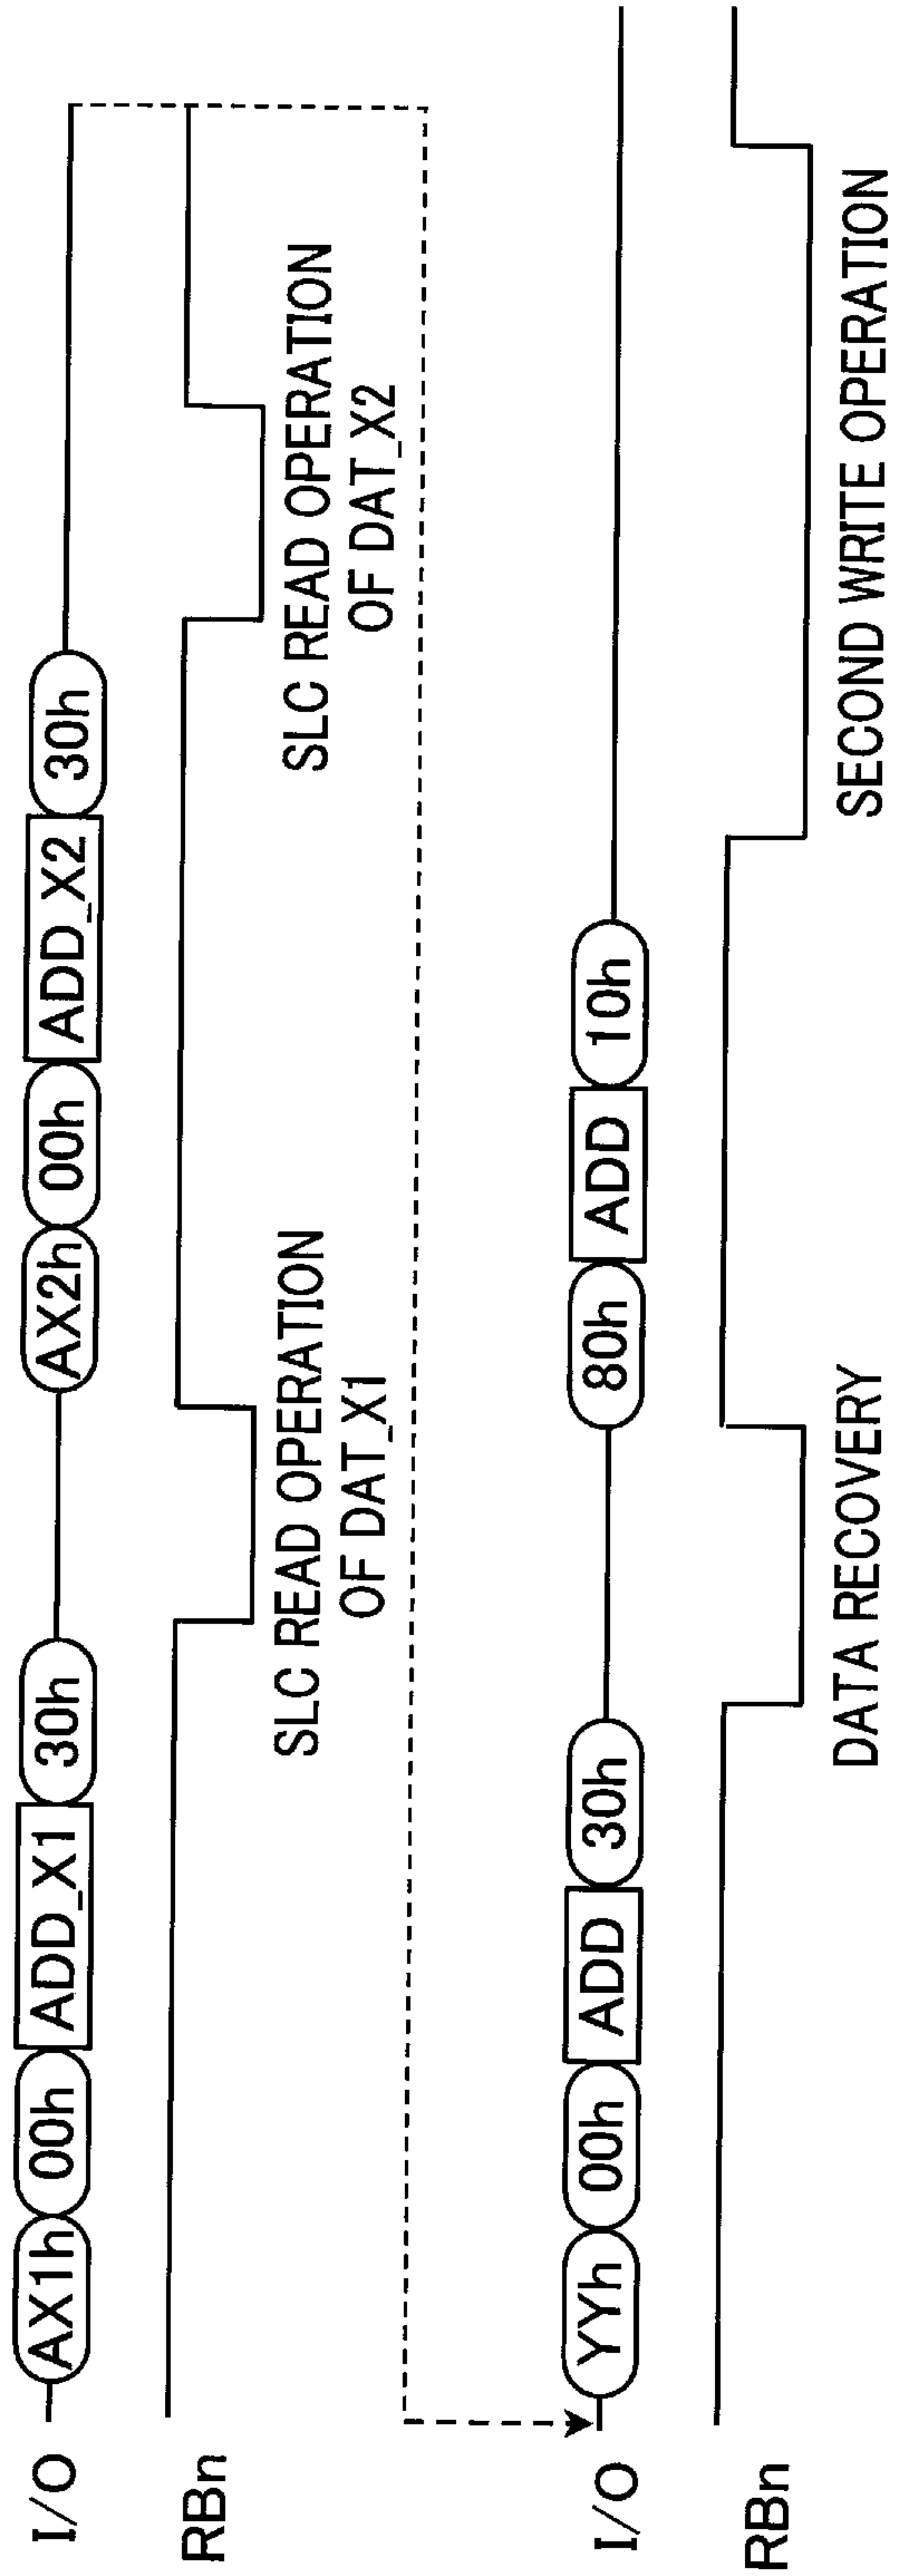 I/O AX1h 00h ADD_X1 30h AX2h 00h ADD_X2 30h
RBn
SLC READ OPERATION
OF DAT_X1
SLC READ OPERATION
OF DAT_X2
I/O YYh 00h ADD 30h 80h ADD 10h
RBn
DATA RECOVERY
SECOND WRITE OPERATION